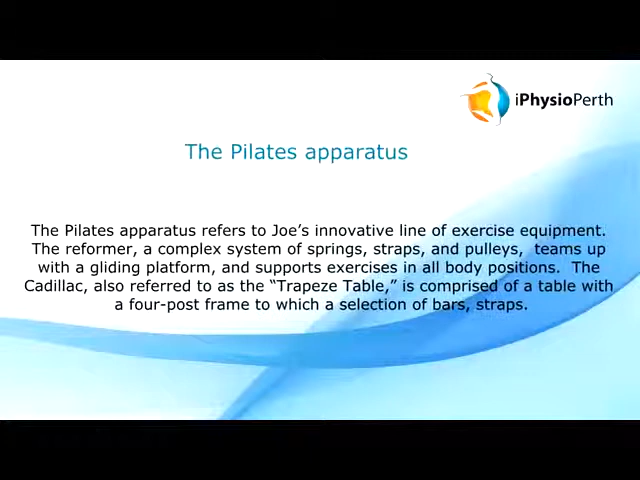 iPhysioPerth
The Pilates apparatus
The Pilates apparatus refers to Joe’s innovative line of exercise equipment.
The reformer, a complex system of springs, straps, and pulleys,  teams up
with a gliding platform, and supports exercises in all body positions.  The
Cadillac, also referred to as the “Trapeze Table,” is comprised of a table with
a four-post frame to which a selection of bars, straps.